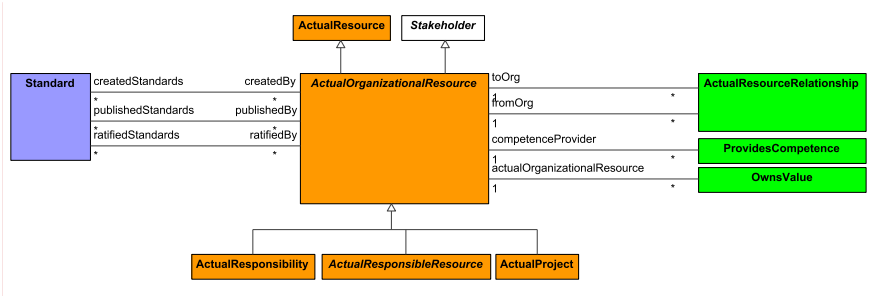 ActualResource
Stakeholder
Standard
createdStandards
createdBy
ActualOrganizationalResource
toOrg
ActualResourceRelationship
*
*
1
*
publishedStandards
publishedBy
fromOrg
*
*
1
*
ratifiedStandards
ratifiedBy
competenceProvider
ProvidesCompetence
*
*
1
*
actualOrganizationalResource
OwnsValue
1
*
ActualResponsibility
ActualResponsibleResource
ActualProject